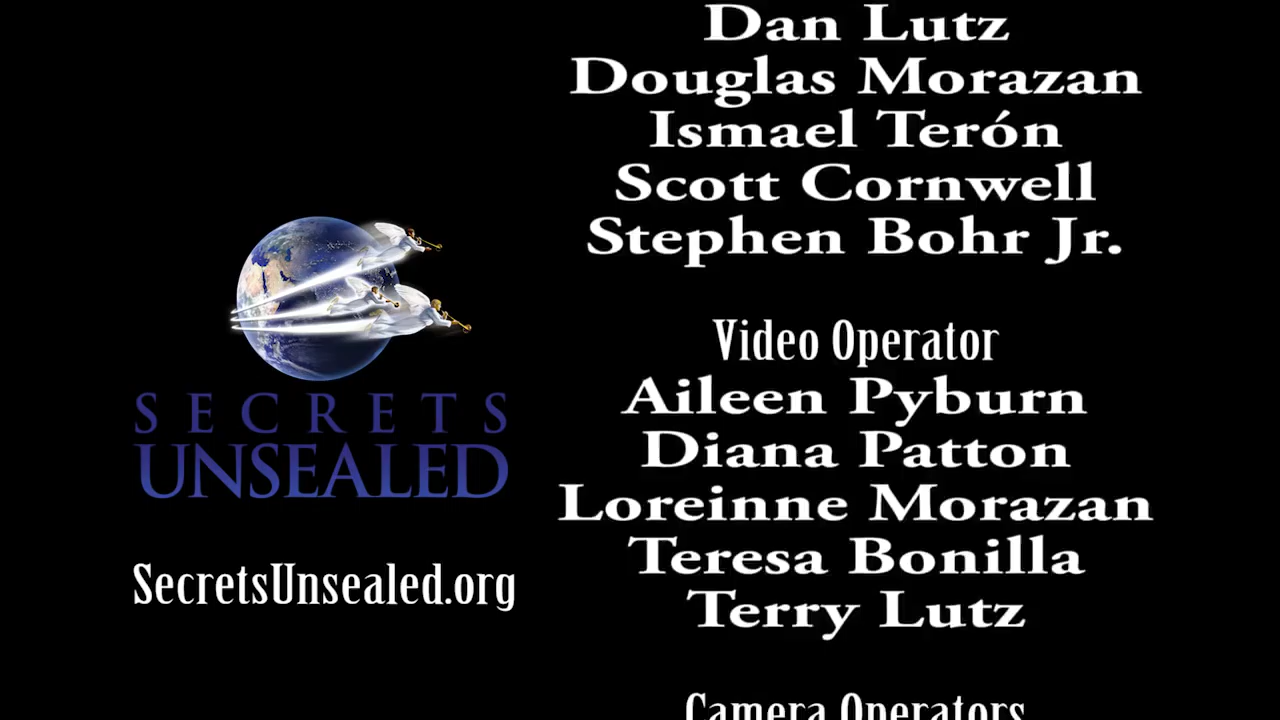 SECRETS
UNSEALED
SecretsUnsealed.org
Dan Lutz
Douglas Morazan
Ismael Terón
Scott Cornwell
Stephen Bohr Jr.
Video Operator
Aileen Pyburn
Diana Patton
Loreinne Morazan
Teresa Bonilla
Terry Lutz
Camera Operators